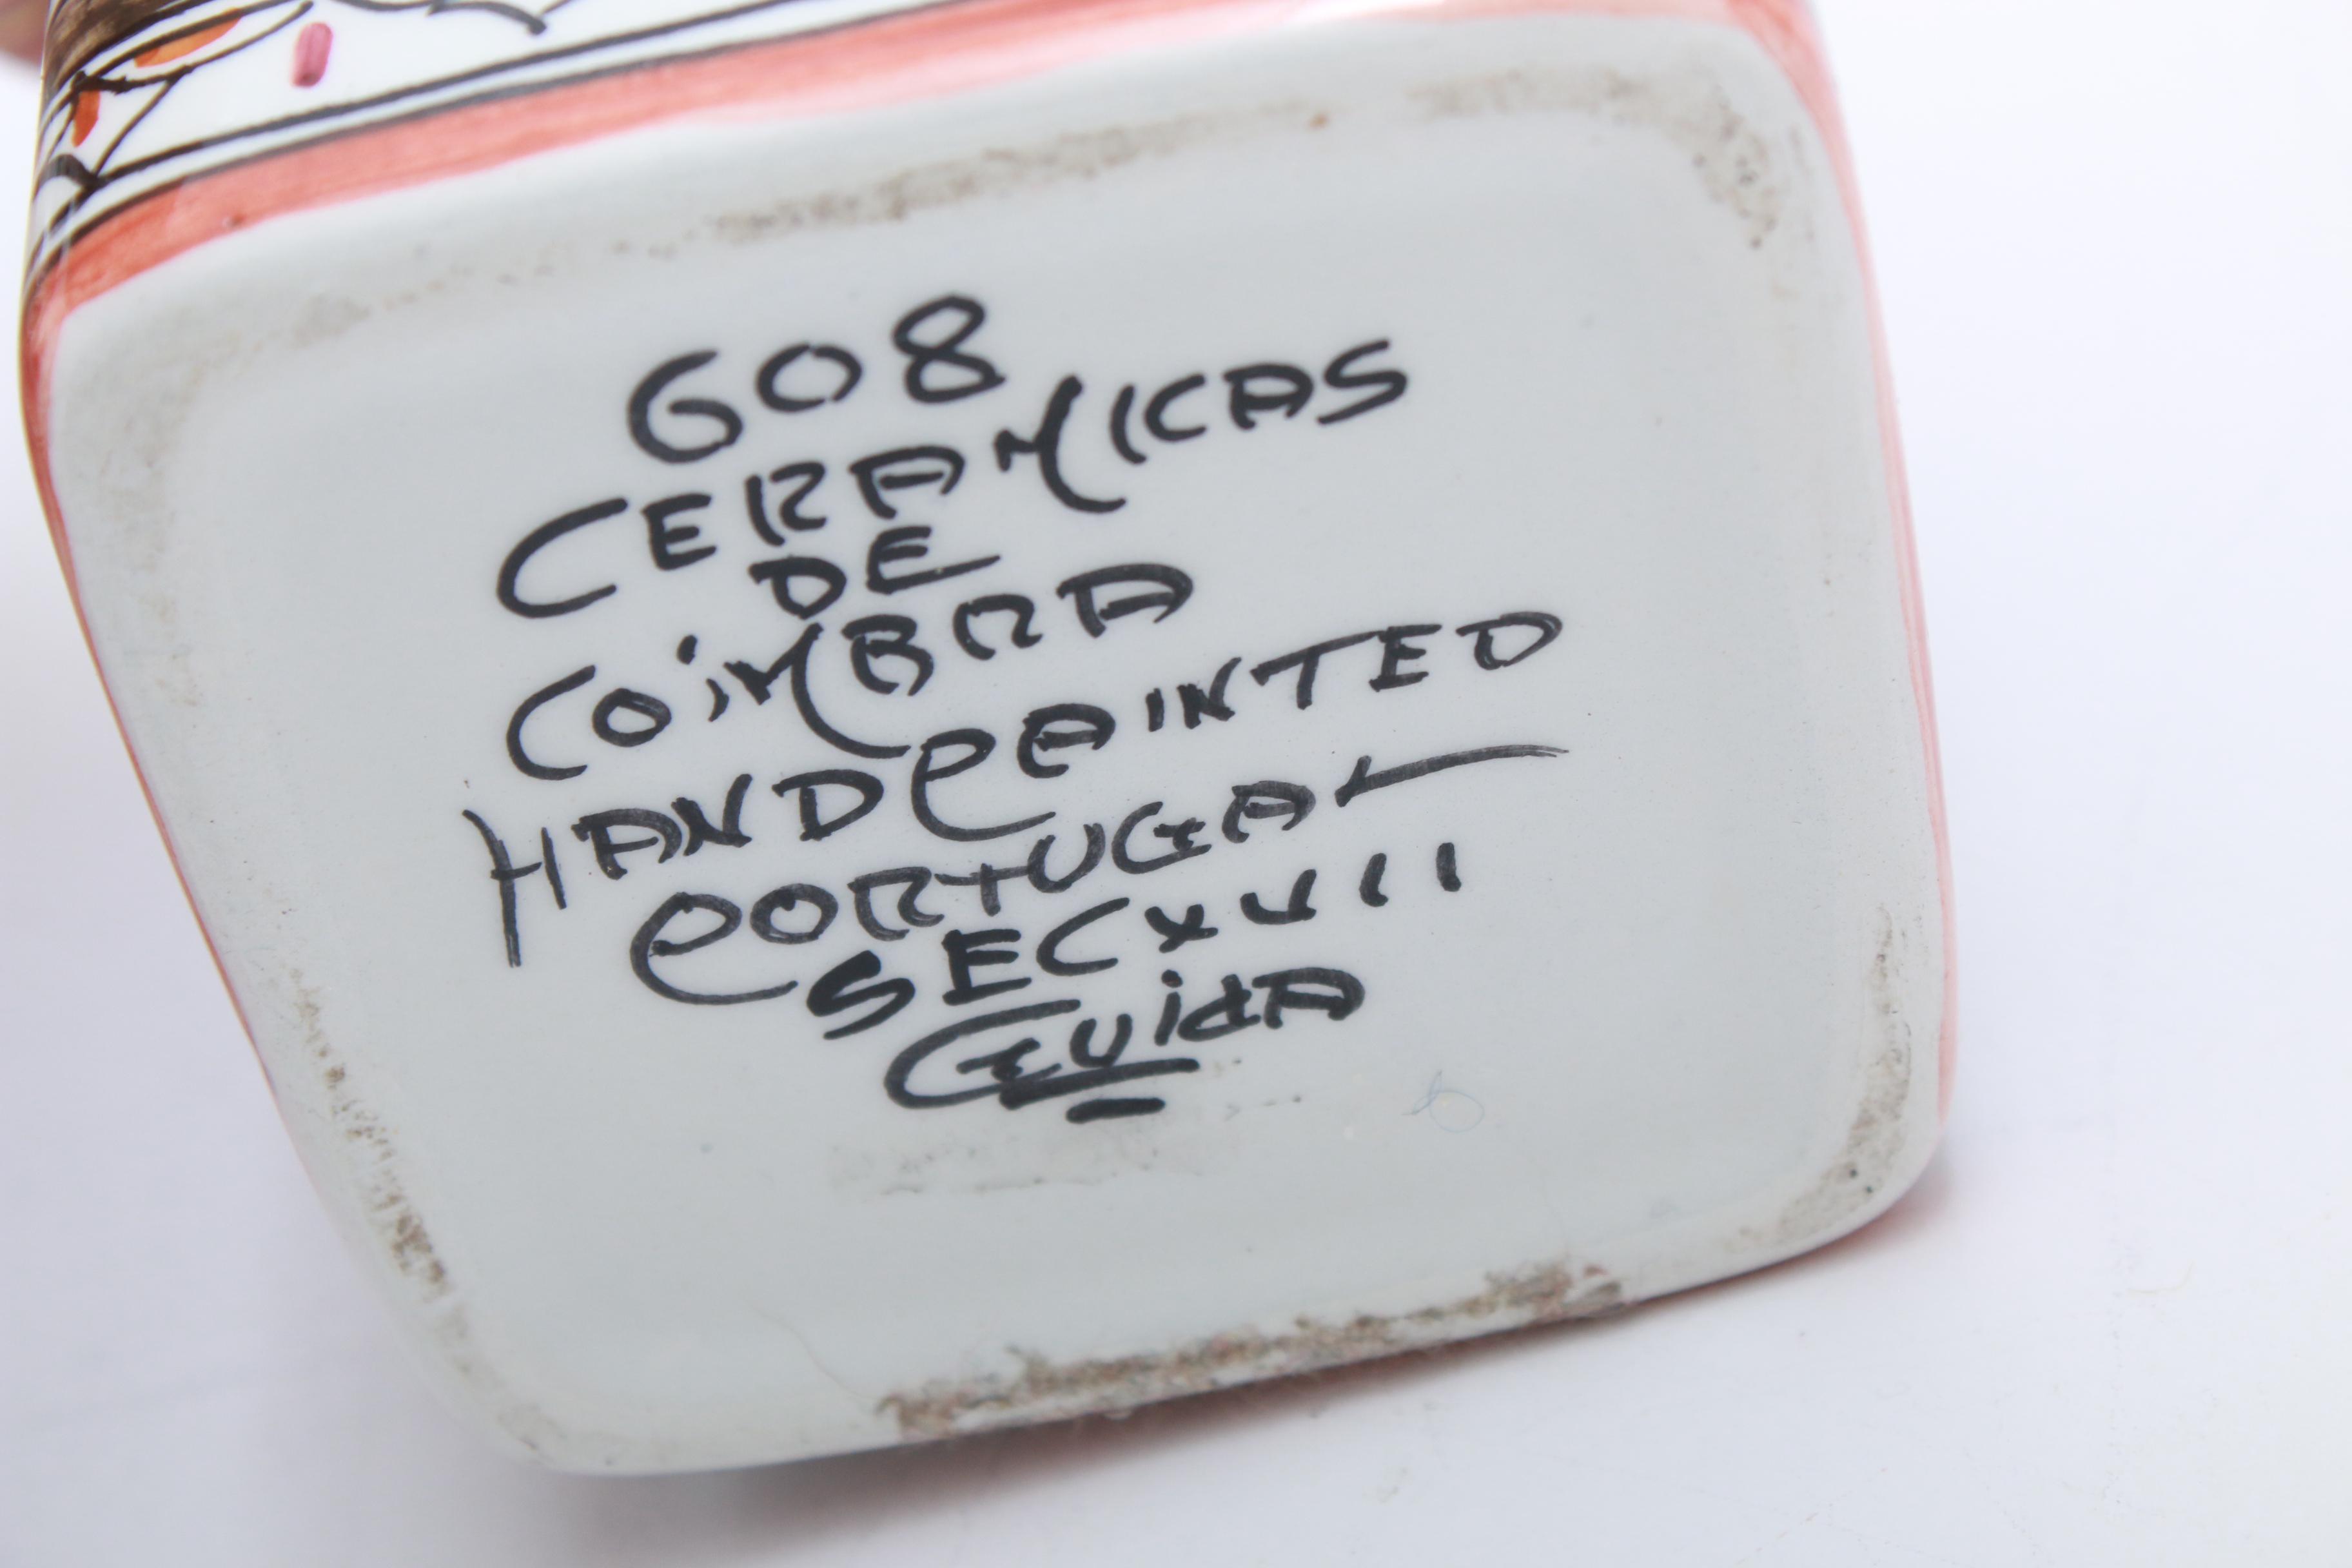 608
CERAMICAS
DE
COiMBRA
HANDPAINTED
PORTUGAL
SECXVII
GUidA